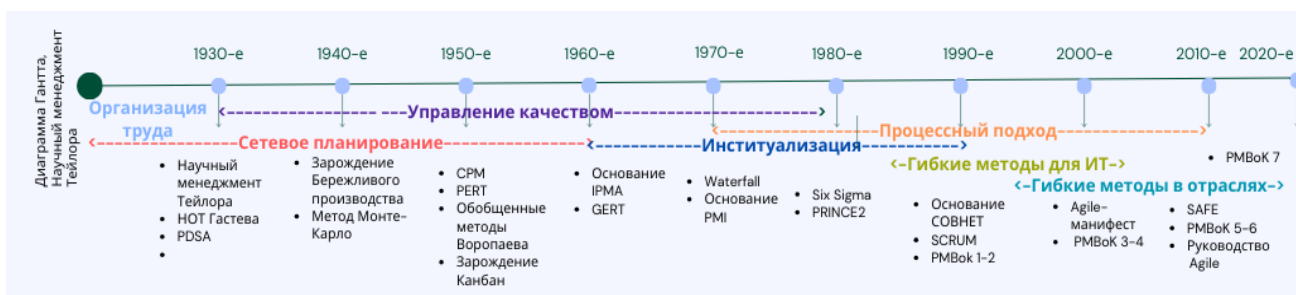 Диаграмма Гантта,
Научный менеджмент
Тейлора
1930-е
1940-е
1950-е
1960-е
1970-е
1980-е
1990-е
2000-е
2010-е
2020-е
Организация
труда
Управление качеством
Сетевое планирование
Институализация
Процессный подход
Гибкие методы для ИТ
Гибкие методы в отраслях
Научный
менеджмент
Тейлора
НОТ Гастева
PDSA
Зарождение
Бережливого
производства
Метод Монте-
Карло
CPM
PERT
Обобщенные
методы
Воропаева
Зарождение
Канбан
Основание
IPMA
GERT
Waterfall
Основание
PMI
Six Sigma
PRINCE2
Основание
СОВНЕТ
SCRUM
PMBok 1-2
Agile-
манифест
PMBoK 3-4
SAFE
PMBoK 5-6
Руководство
Agile
PMBoK 7